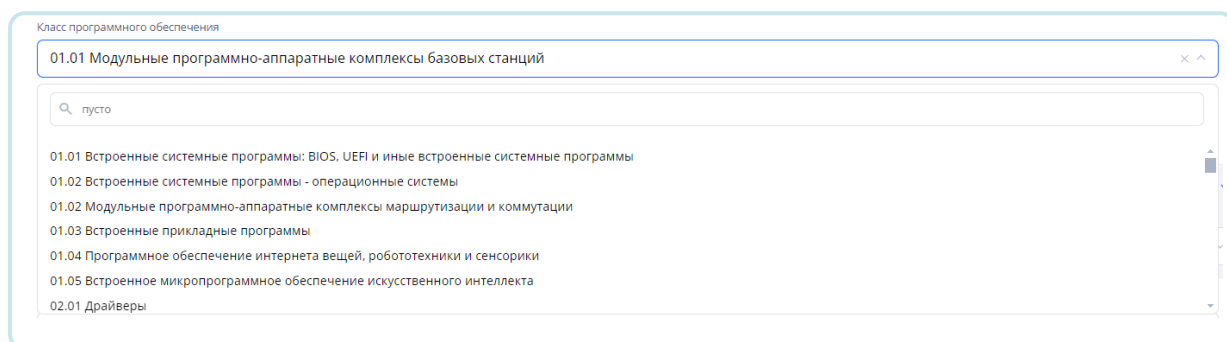 Класс программного обеспечения
01.01 Модульные программно-аппаратные комплексы базовых станций
пусто
01.01 Встроенные системные программы: BIOS, UEFI и иные встроенные системные программы
01.02 Встроенные системные программы - операционные системы
01.02 Модульные программно-аппаратные комплексы маршрутизации и коммутации
01.03 Встроенные прикладные программы
01.04 Программное обеспечение интернета вещей, робототехники и сенсорики
01.05 Встроенное микропрограммное обеспечение искусственного интеллекта
02.01 Драйверы